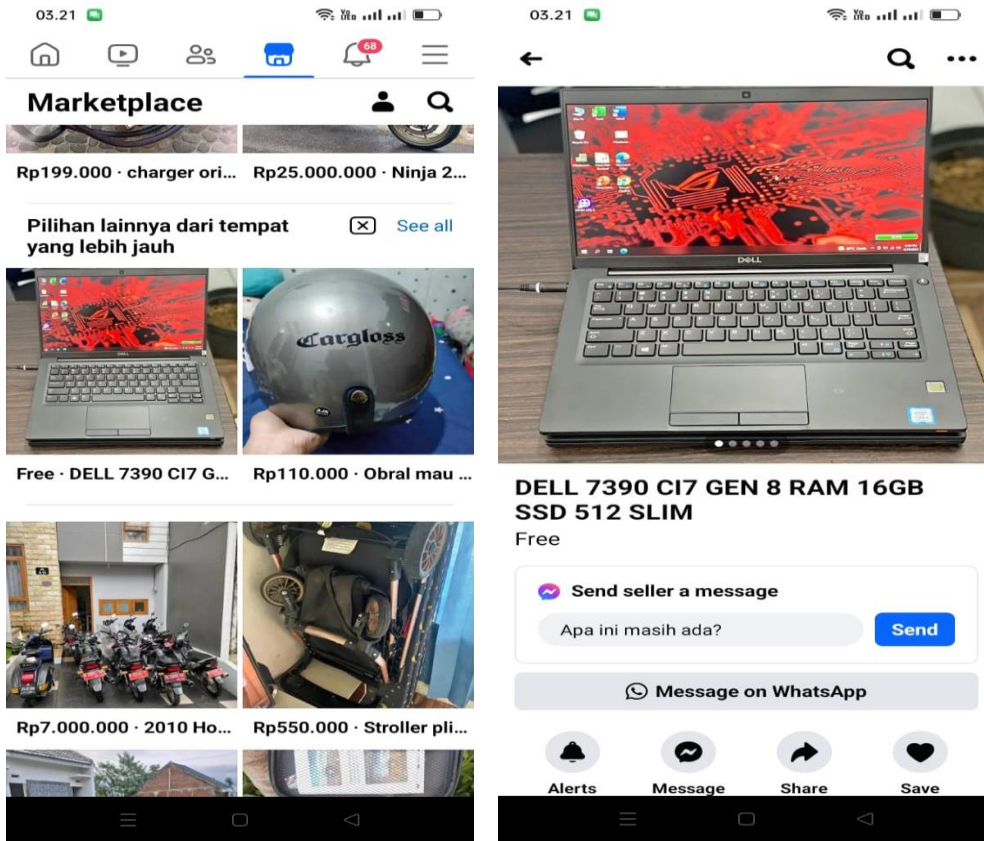 03.21
68
Marketplace
Rp199.000 · charger ori...
Rp25.000.000 · Ninja 2...
Pilihan lainnya dari tempat
yang lebih jauh
See all
DELL
Cargloss
Free · DELL 7390 CI7 G...
Rp110.000 · Obral mau ...
Rp7.000.000 · 2010 Ho...
Rp550.000 · Stroller pli...
03.21
DELL
DELL 7390 CI7 GEN 8 RAM 16GB
SSD 512 SLIM
Free
Send seller a message
Apa ini masih ada?
Send
Message on WhatsApp
Alerts
Message
Share
Save